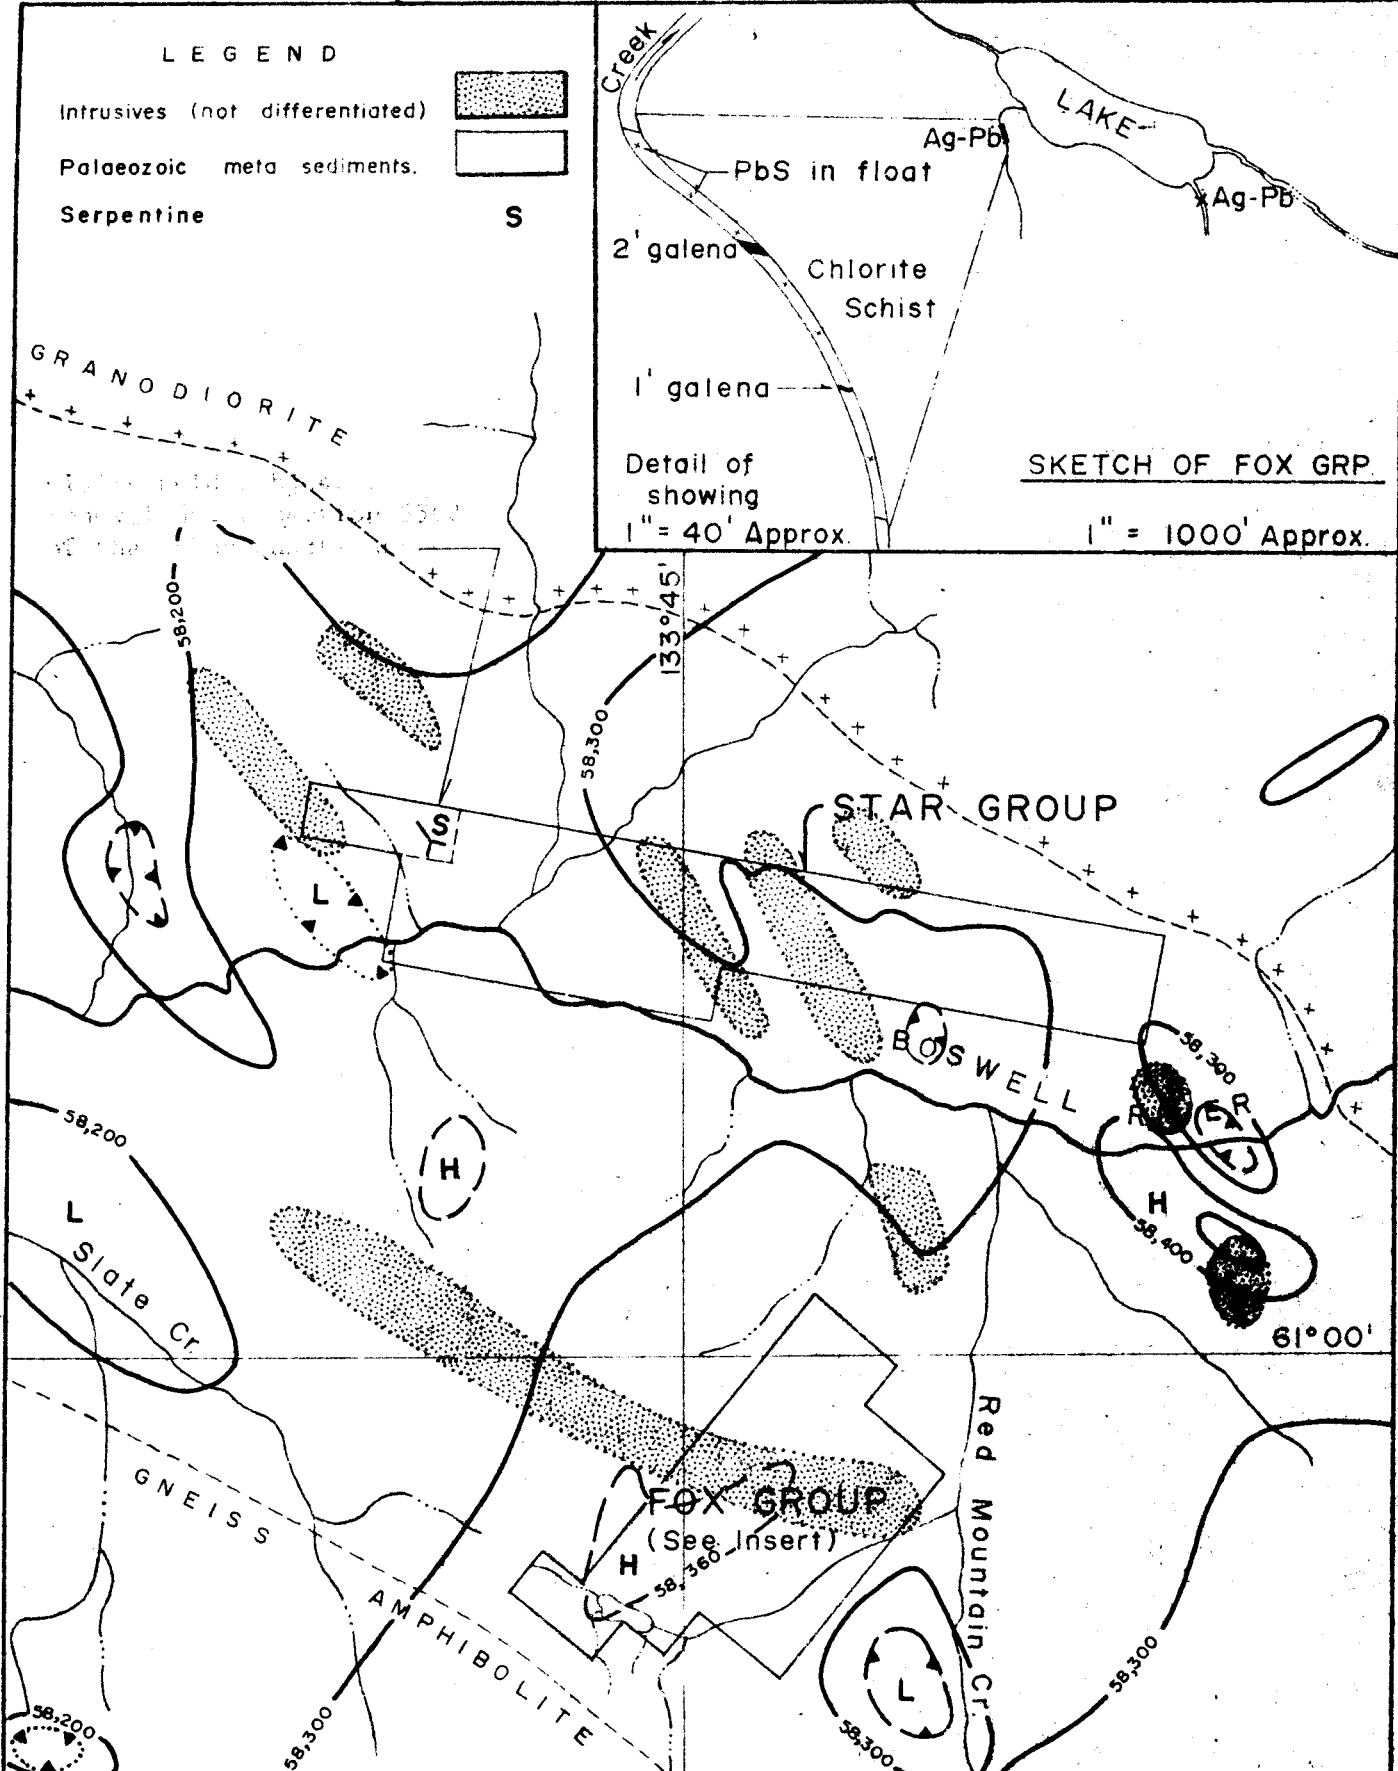 LEGEND
Intrusives (not differentiated)
Palaeozoic meta sediments.
Serpentine S
Creek
LAKE
Ag-Pb
PbS in float
Ag-Pb
2' galena
Chlorite
Schist
1' galena
Detail of
showing
1" = 40' Approx.
SKETCH OF FOX GRP.
1" = 1000' Approx.
GRANODIORITE
58,200
133°45'
58,300
STAR GROUP
S
L
BOSWELL
58,300
R ER
58,200
H
H
58,400
L
Slate Cr.
61°00'
Red Mountain Cr.
GNEISS
FOX GROUP
(See Insert)
H
58,360
AMPHIBOLITE
L
58,300
58,200
58,300
58,300